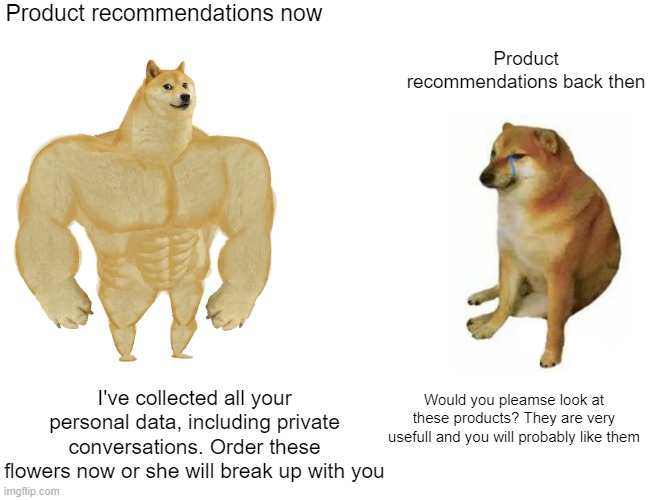 Product recommendations now
Product
recommendations back then
I've collected all your
personal data, including private
conversations. Order these
flowers now or she will break up with you
Would you pleamse look at
these products? They are very
usefull and you will probably like them
imgflip.com